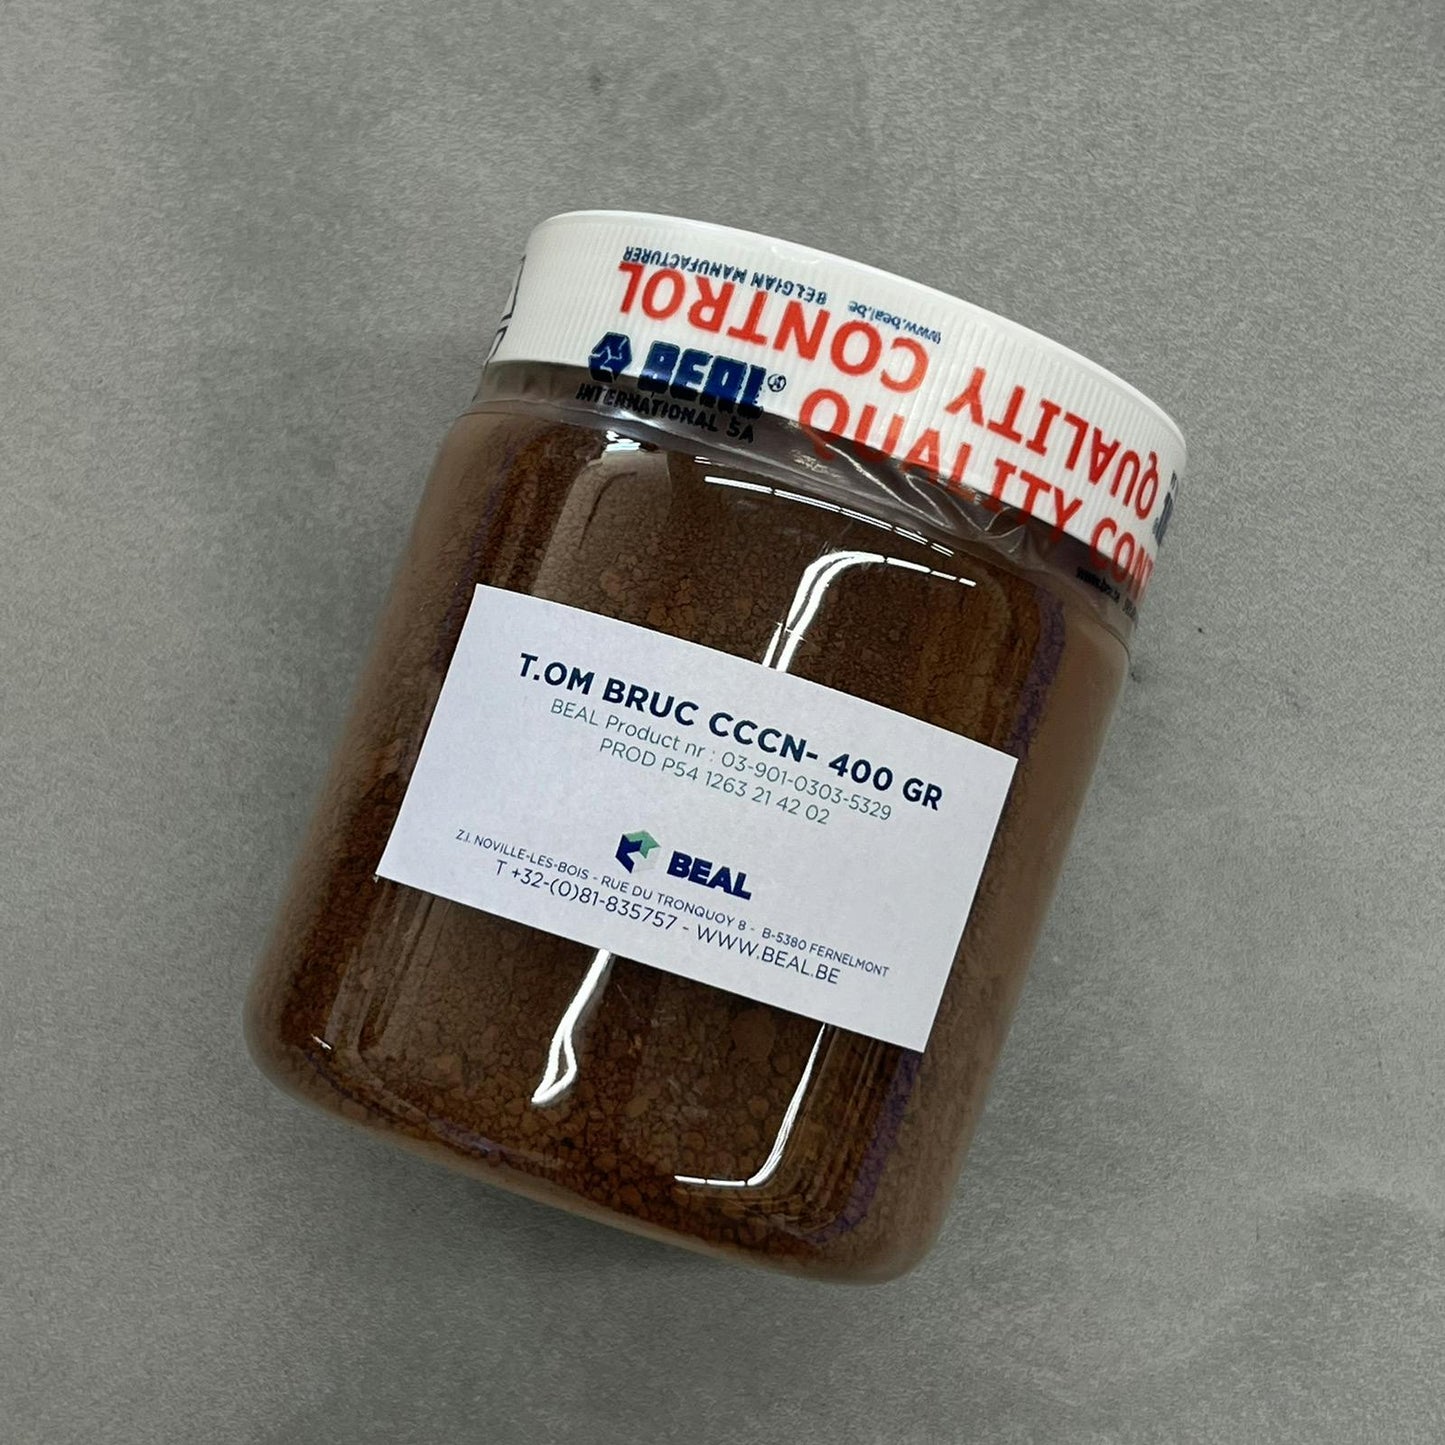 BELGIAN MANUFACTURER
www.beal.be
QUALITY CONTROL
BEAL®
INTERNATIONAL SA
QUALITY
T.OM BRUC CCCN- 400 GR
BEAL Product nr : 03-901-0303-5329
PROD P54 1263 21 42 02
BEAL
Z.I. NOVILLE-LES-BOIS - RUE DU TRONQUOY 8 - B-5380 FERNELMONT
T +32-(0)81-835757 - WWW.BEAL.BE